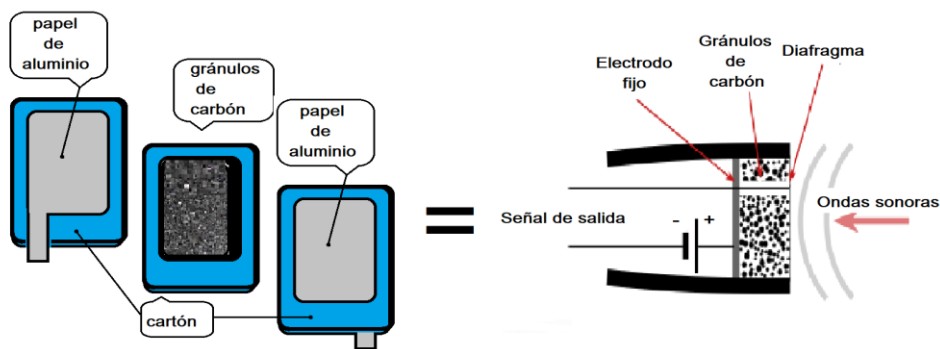 papel
de
aluminio
gránulos
de
carbón
papel
de
aluminio
cartón
=
Electrodo
fijo
Gránulos
de
carbón
Diafragma
Señal de salida
- +
Ondas sonoras